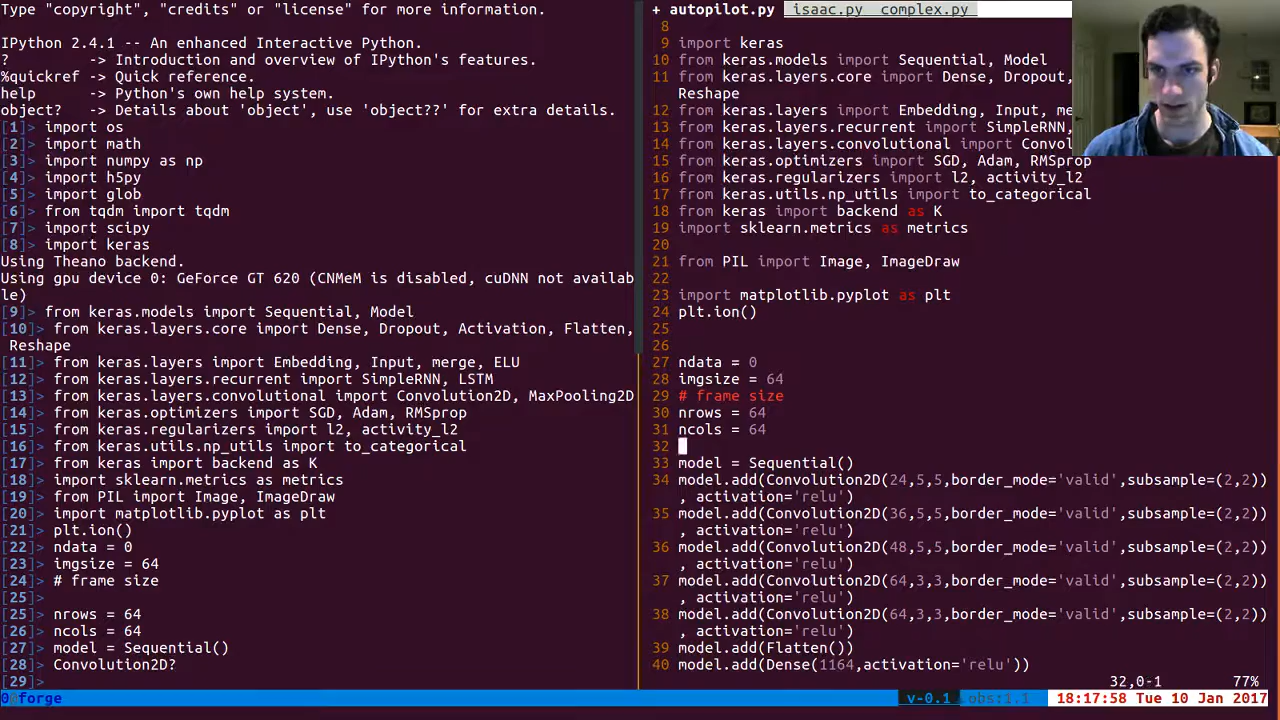 Type "copyright", "credits" or "license" for more information.

IPython 2.4.1 -- An enhanced Interactive Python.
?         -> Introduction and overview of IPython's features.
%quickref -> Quick reference.
help      -> Python's own help system.
object?   -> Details about 'object', use 'object??' for extra details.
[1]> import os
[2]> import math
[3]> import numpy as np
[4]> import h5py
[5]> import glob
[6]> from tqdm import tqdm
[7]> import scipy
[8]> import keras
Using Theano backend.
Using gpu device 0: GeForce GT 620 (CNMeM is disabled, cuDNN not availab
le)
[9]> from keras.models import Sequential, Model
[10]> from keras.layers.core import Dense, Dropout, Activation, Flatten,
Reshape
[11]> from keras.layers import Embedding, Input, merge, ELU
[12]> from keras.layers.recurrent import SimpleRNN, LSTM
[13]> from keras.layers.convolutional import Convolution2D, MaxPooling2D
[14]> from keras.optimizers import SGD, Adam, RMSprop
[15]> from keras.regularizers import l2, activity_l2
[16]> from keras.utils.np_utils import to_categorical
[17]> from keras import backend as K
[18]> import sklearn.metrics as metrics
[19]> from PIL import Image, ImageDraw
[20]> import matplotlib.pyplot as plt
[21]> plt.ion()
[22]> ndata = 0
[23]> imgsize = 64
[24]> # frame size
[25]>
[25]> nrows = 64
[26]> ncols = 64
[27]> model = Sequential()
[28]> Convolution2D?
[29]>
+ autopilot.py  isaac.py  complex.py
8
9 import keras
10 from keras.models import Sequential, Model
11 from keras.layers.core import Dense, Dropout,
Reshape
12 from keras.layers import Embedding, Input, me
13 from keras.layers.recurrent import SimpleRNN,
14 from keras.layers.convolutional import Convol
15 from keras.optimizers import SGD, Adam, RMSprop
16 from keras.regularizers import l2, activity_l2
17 from keras.utils.np_utils import to_categorical
18 from keras import backend as K
19 import sklearn.metrics as metrics
20
21 from PIL import Image, ImageDraw
22
23 import matplotlib.pyplot as plt
24 plt.ion()
25
26
27 ndata = 0
28 imgsize = 64
29 # frame size
30 nrows = 64
31 ncols = 64
32
33 model = Sequential()
34 model.add(Convolution2D(24,5,5,border_mode='valid',subsample=(2,2))
, activation='relu')
35 model.add(Convolution2D(36,5,5,border_mode='valid',subsample=(2,2))
, activation='relu')
36 model.add(Convolution2D(48,5,5,border_mode='valid',subsample=(2,2))
, activation='relu')
37 model.add(Convolution2D(64,3,3,border_mode='valid',subsample=(2,2))
, activation='relu')
38 model.add(Convolution2D(64,3,3,border_mode='valid',subsample=(2,2))
, activation='relu')
39 model.add(Flatten())
40 model.add(Dense(1164,activation='relu'))
32,0-1 77%
0 forge v-0.1 obs:1.1 18:17:58 Tue 10 Jan 2017